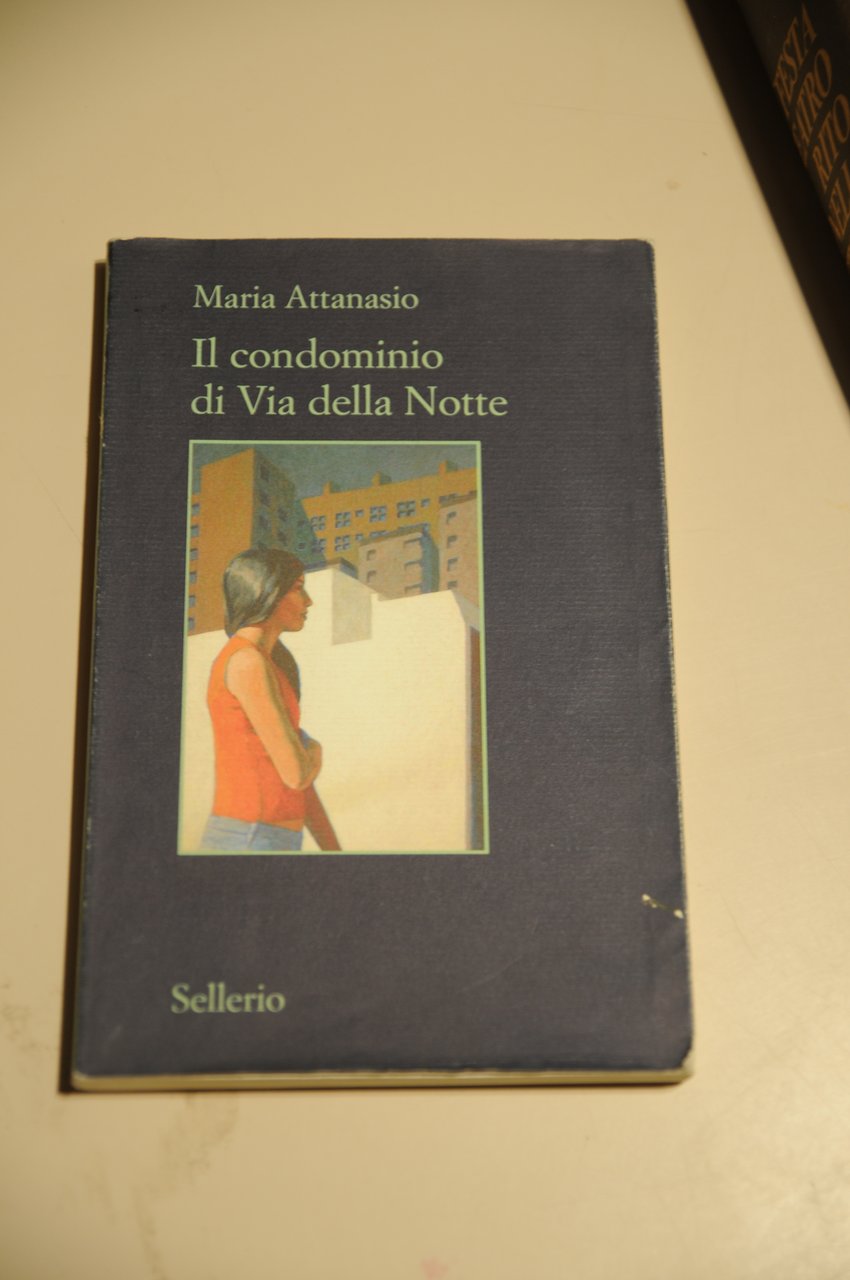 Maria Attanasio
Il condominio
di Via della Notte
Sellerio